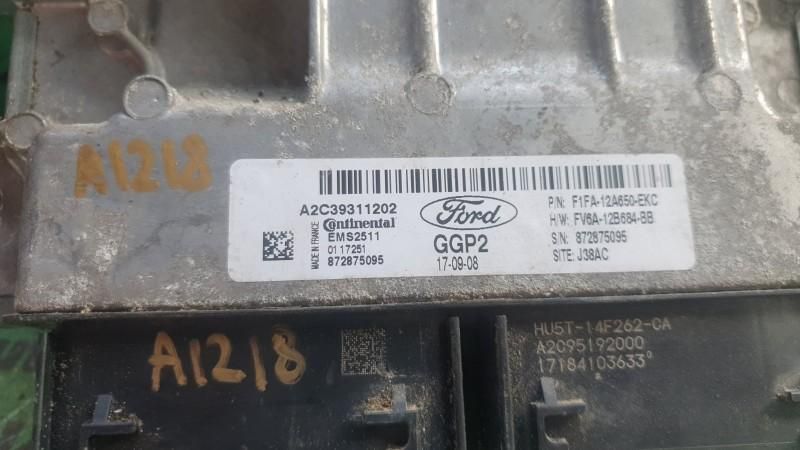 A1218
A2C39311202
Continental
MADE IN FRANCE
EMS2511
01 17251
872875095
Ford
GGP2
17-09-08
P/N: F1FA-12A650-EKC
H/W: FV6A-12B684-BB
S/N: 872875095
SITE: J38AC
A1218
HU5T-14F262-CA
A2C95192000
17184103633